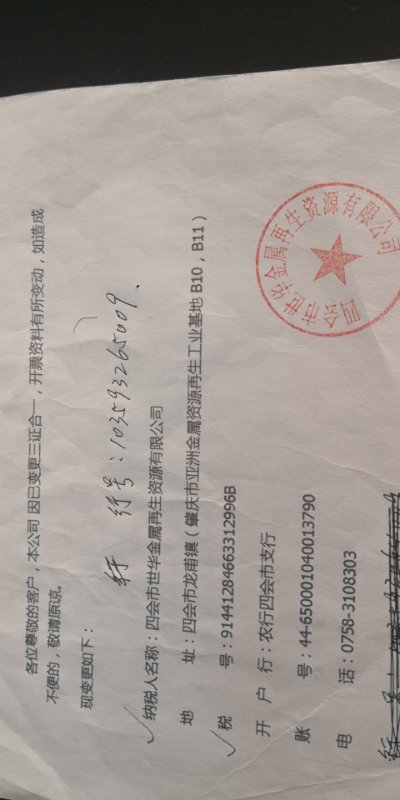 各位尊敬的客户，本公司 因已变更三证合一，开票资料有所变动，如造成
不便的，敬请原谅。
现变更如下：
行号：103593265009.
纳税人名称：四会市世华金属再生资源有限公司
地 址：四会市龙甫镇（肇庆市亚洲金属资源再生工业基地 B10，B11）
税 号：91441284663312996B
开 户 行：农行四会市支行
账 号：44-650001040013790
电 话：0758-3108303
四会市世华金属再生资源有限公司